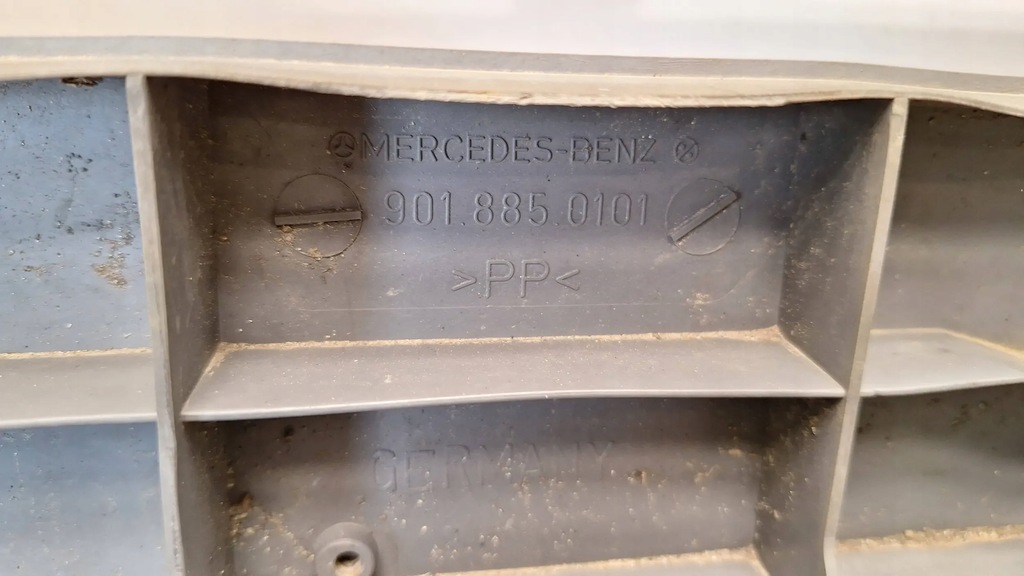 MERCEDES-BENZ
901.885 0101
>PP<
GERMANY